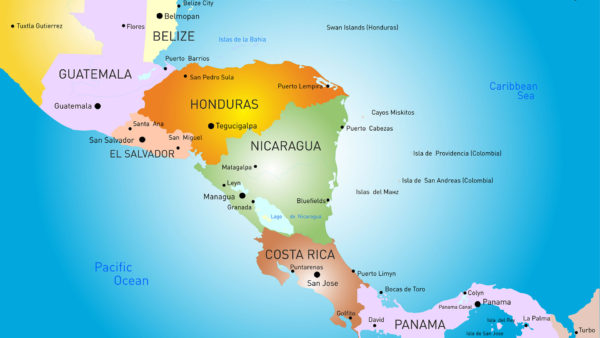 Tuxtla Gutierrez
Flores
Belize City
Belmopan
BELIZE
Swan Islands (Honduras)
Islas de la Bahia
Puerto Barrios
GUATEMALA
San Pedro Sula
Puerto Lempira
Caribbean
Sea
Guatemala
HONDURAS
Cayos Miskitos
Santa Ana
Tegucigalpa
Puerto Cabezas
San Salvador
San Miguel
EL SALVADOR
NICARAGUA
Isla de Providencia (Colombia)
Matagalpa
Leyn
Isla de San Andreas (Colombia)
Managua
Granada
Bluefields
Islas del Maнz
Lago de Nicaragua
COSTA RICA
Pacific
Ocean
Puntarenas
San Jose
Puerto Limyn
Bocas de Toro
Colyn
Panama Canal
Panama
Golfito
David
PANAMA
Isla del Rey
La Palma
Isla de San Jose
Turbo